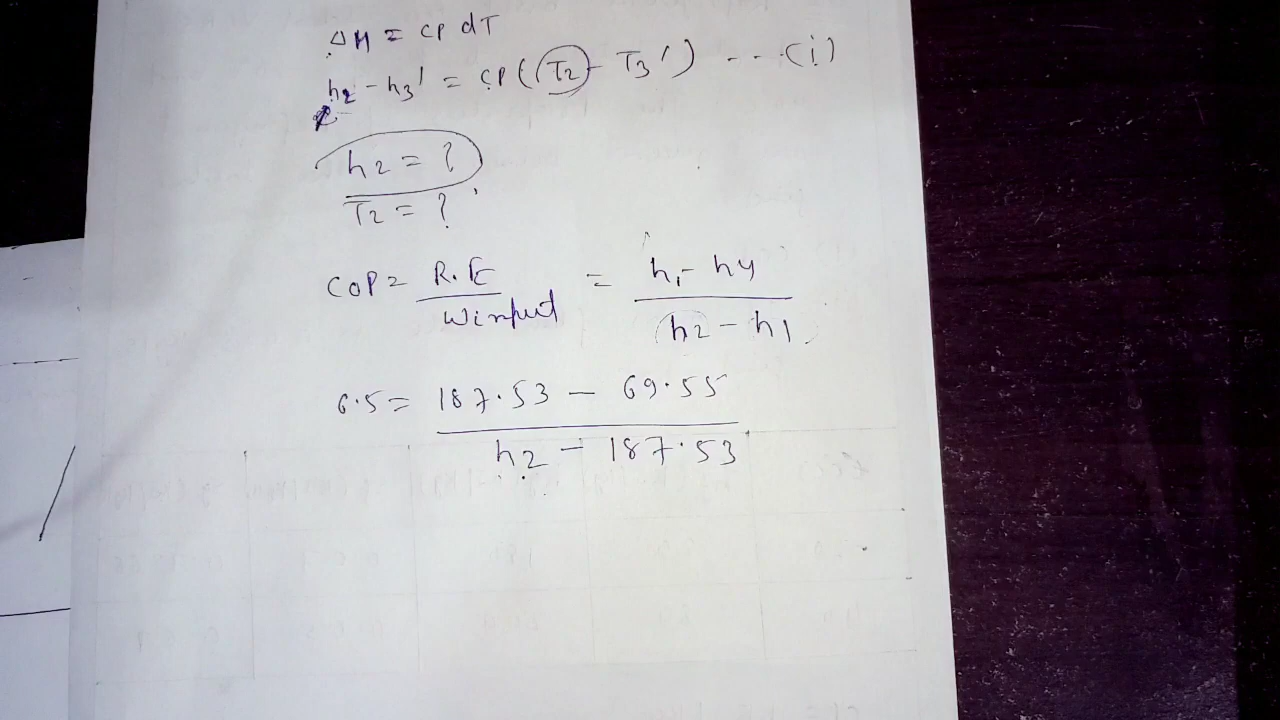 ΔH = CP dT
h2 - h3' = CP (T2 - T3') --- (i)
h2 = ?
T2 = ?
COP = R.E / Winput = h1 - h4 / h2 - h1
6.5 = 187.53 - 69.55 / h2 - 187.53